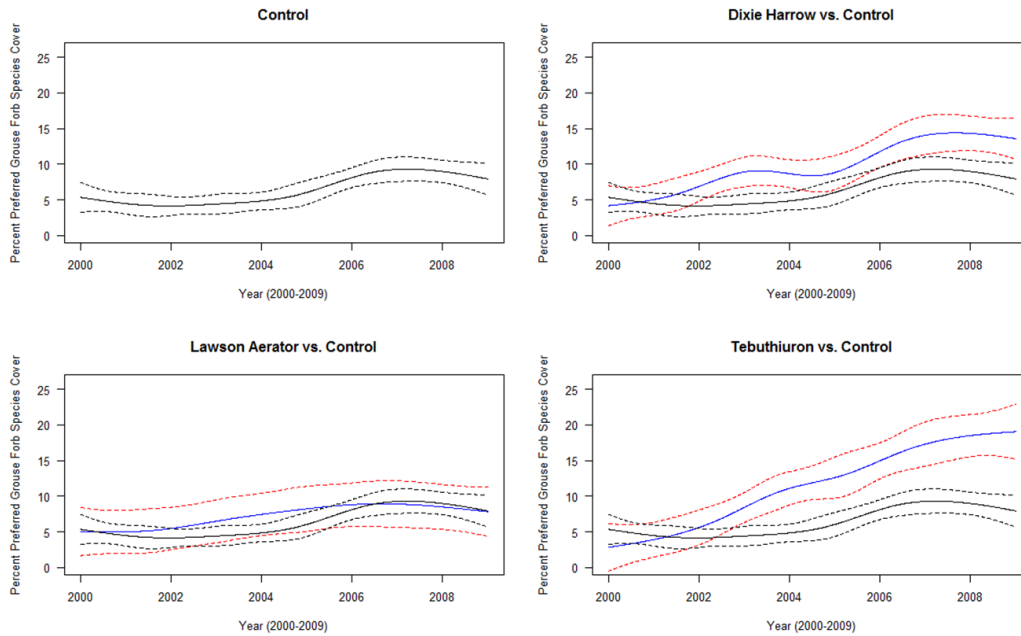 Control
Percent Preferred Grouse Forb Species Cover
25
20
15
10
5
0
2000 2002 2004 2006 2008
Year (2000-2009)
Dixie Harrow vs. Control
Percent Preferred Grouse Forb Species Cover
25
20
15
10
5
0
2000 2002 2004 2006 2008
Year (2000-2009)
Lawson Aerator vs. Control
Percent Preferred Grouse Forb Species Cover
25
20
15
10
5
0
2000 2002 2004 2006 2008
Year (2000-2009)
Tebuthiuron vs. Control
Percent Preferred Grouse Forb Species Cover
25
20
15
10
5
0
2000 2002 2004 2006 2008
Year (2000-2009)